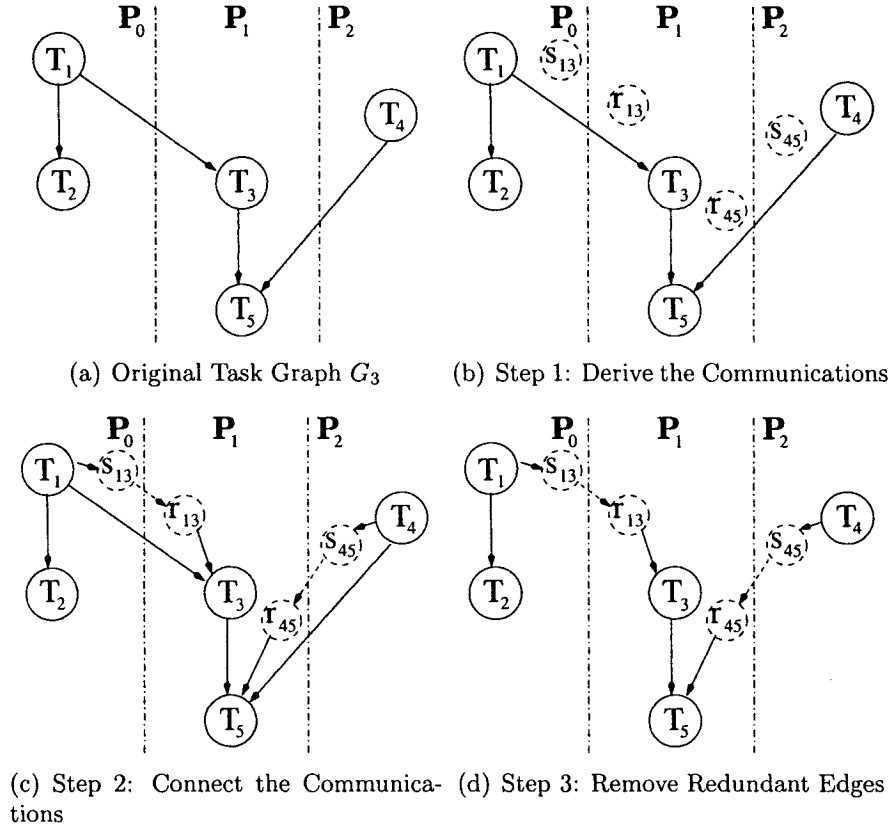 P0 P1 P2
T1
T4
T2
T3
T5
(a) Original Task Graph G3
P0 P1 P2
T1 s13
r13
T4
s45
T2
T3
r45
T5
(b) Step 1: Derive the Communications
P0 P1 P2
T1 s13
r13
T4
s45
T2
T3
r45
T5
(c) Step 2: Connect the Communica-
tions
P0 P1 P2
T1 s13
r13
T4
s45
T2
T3
r45
T5
(d) Step 3: Remove Redundant Edges